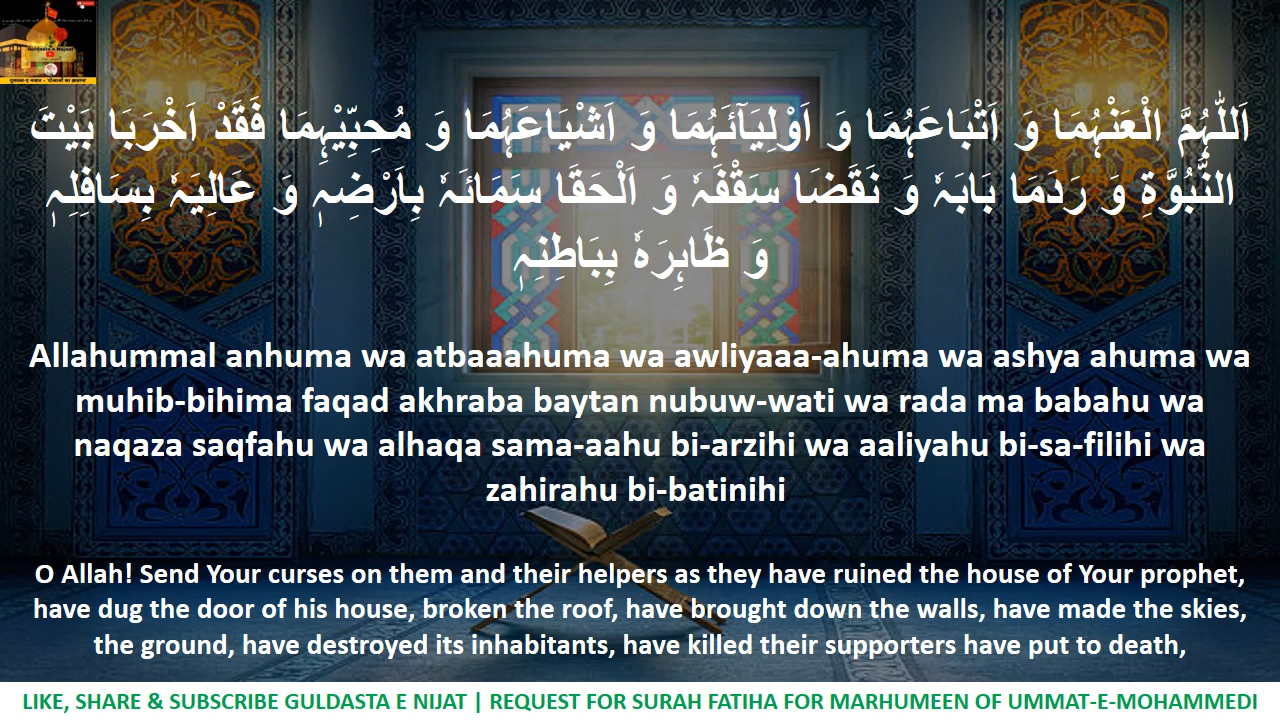 Guldasta-e Najaat
اَللّٰہُمَّ الْعَنْہُمَا وَ اَتْبَاعَہُمَا وَ اَوْلِیَآئَہُمَا وَ اَشْیَاعَہُمَا وَ مُحِبِّیْہِمَا فَقَدْ اَخْرَبَا بَیْتَ
النُّبُوَّةِ وَ رَدَمَا بَابَہٗ وَ نَقَضَا سَقْفَہٗ وَ اَلْحَقَا سَمَائَہٗ بِاَرْضِہٖ وَ عَالِیَہٗ بِسَافِلِہٖ
وَ ظَاہِرَہٗ بِبَاطِنِہٖ
Allahummal anhuma wa atbaaahuma wa awliyaaa-ahuma wa ashya ahuma wa
muhib-bihima faqad akhraba baytan nubuw-wati wa rada ma babahu wa
naqaza saqfahu wa alhaqa sama-aahu bi-arzihi wa aaliyahu bi-sa-filihi wa
zahirahu bi-batinihi
O Allah! Send Your curses on them and their helpers as they have ruined the house of Your prophet,
have dug the door of his house, broken the roof, have brought down the walls, have made the skies,
the ground, have destroyed its inhabitants, have killed their supporters have put to death,
LIKE, SHARE & SUBSCRIBE GULDASTA E NIJAT | REQUEST FOR SURAH FATIHA FOR MARHUMEEN OF UMMAT-E-MOHAMMEDI